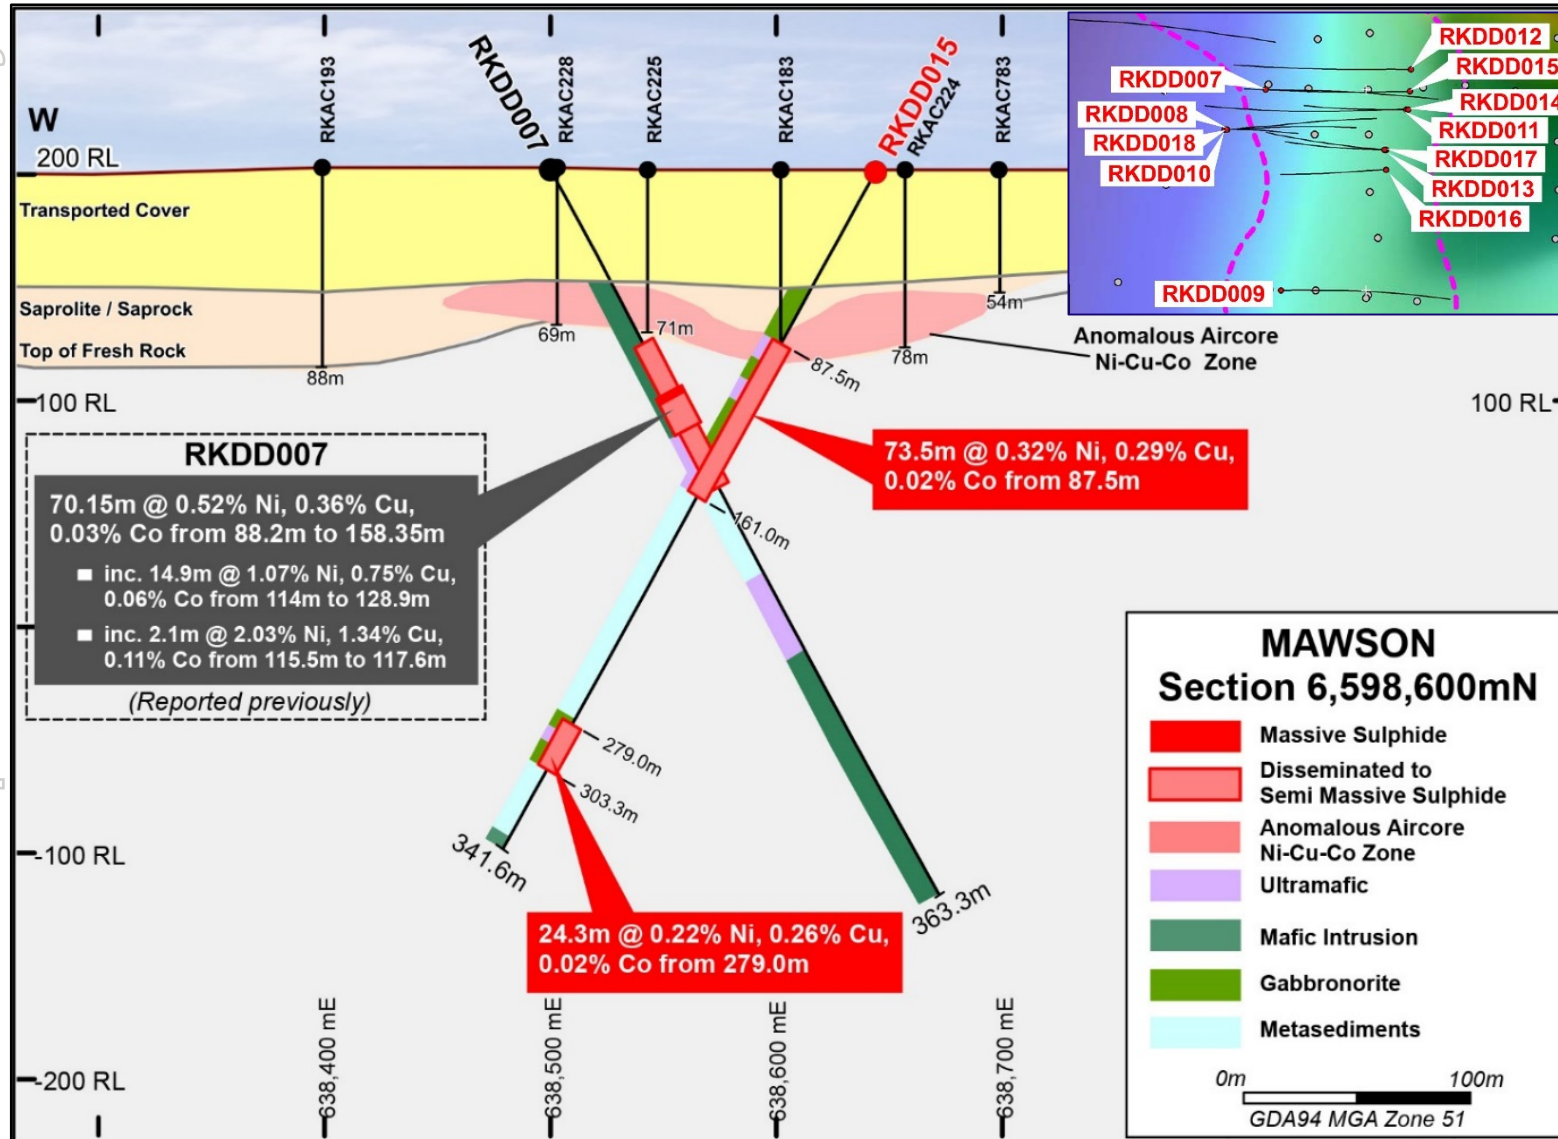 W
200 RL
RKAC193
RKDD007
RKAC228
RKAC225
RKAC183
RKDD015
RKAC224
RKAC783
RKDD012
RKDD015
RKDD007
RKDD014
RKDD008
RKDD011
RKDD018
RKDD017
RKDD010
RKDD013
RKDD016
RKDD009
Transported Cover
Saprolite / Saprock
Top of Fresh Rock
88m
69m
71m
87.5m
78m
54m
Anomalous Aircore
Ni-Cu-Co Zone
100 RL
100 RL
RKDD007
70.15m @ 0.52% Ni, 0.36% Cu,
0.03% Co from 88.2m to 158.35m
inc. 14.9m @ 1.07% Ni, 0.75% Cu,
0.06% Co from 114m to 128.9m
inc. 2.1m @ 2.03% Ni, 1.34% Cu,
0.11% Co from 115.5m to 117.6m
(Reported previously)
73.5m @ 0.32% Ni, 0.29% Cu,
0.02% Co from 87.5m
161.0m
279.0m
303.3m
341.6m
363.3m
24.3m @ 0.22% Ni, 0.26% Cu,
0.02% Co from 279.0m
-100 RL
-200 RL
638,400 mE
638,500 mE
638,600 mE
638,700 mE
MAWSON
Section 6,598,600mN
Massive Sulphide
Disseminated to
Semi Massive Sulphide
Anomalous Aircore
Ni-Cu-Co Zone
Ultramafic
Mafic Intrusion
Gabbronorite
Metasediments
0m
100m
GDA94 MGA Zone 51